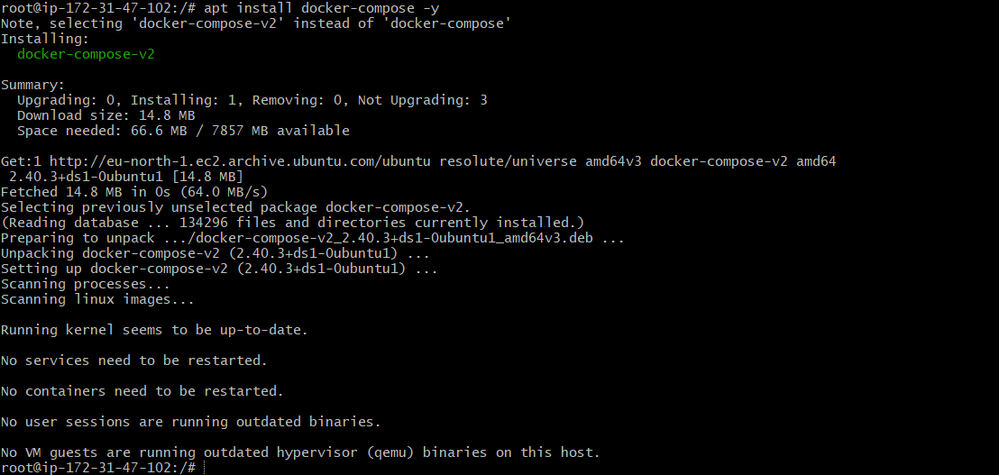 root@ip-172-31-47-102:/# apt install docker-compose -y
Note, selecting 'docker-compose-v2' instead of 'docker-compose'
Installing:
  docker-compose-v2
Summary:
  Upgrading: 0, Installing: 1, Removing: 0, Not Upgrading: 3
  Download size: 14.8 MB
  Space needed: 66.6 MB / 7857 MB available
Get:1 http://eu-north-1.ec2.archive.ubuntu.com/ubuntu resolute/universe amd64v3 docker-compose-v2 amd64
 2.40.3+ds1-0ubuntu1 [14.8 MB]
Fetched 14.8 MB in 0s (64.0 MB/s)
Selecting previously unselected package docker-compose-v2.
(Reading database ... 134296 files and directories currently installed.)
Preparing to unpack .../docker-compose-v2_2.40.3+ds1-0ubuntu1_amd64v3.deb ...
Unpacking docker-compose-v2 (2.40.3+ds1-0ubuntu1) ...
Setting up docker-compose-v2 (2.40.3+ds1-0ubuntu1) ...
Scanning processes...
Scanning linux images...
Running kernel seems to be up-to-date.
No services need to be restarted.
No containers need to be restarted.
No user sessions are running outdated binaries.
No VM guests are running outdated hypervisor (qemu) binaries on this host.
root@ip-172-31-47-102:/#